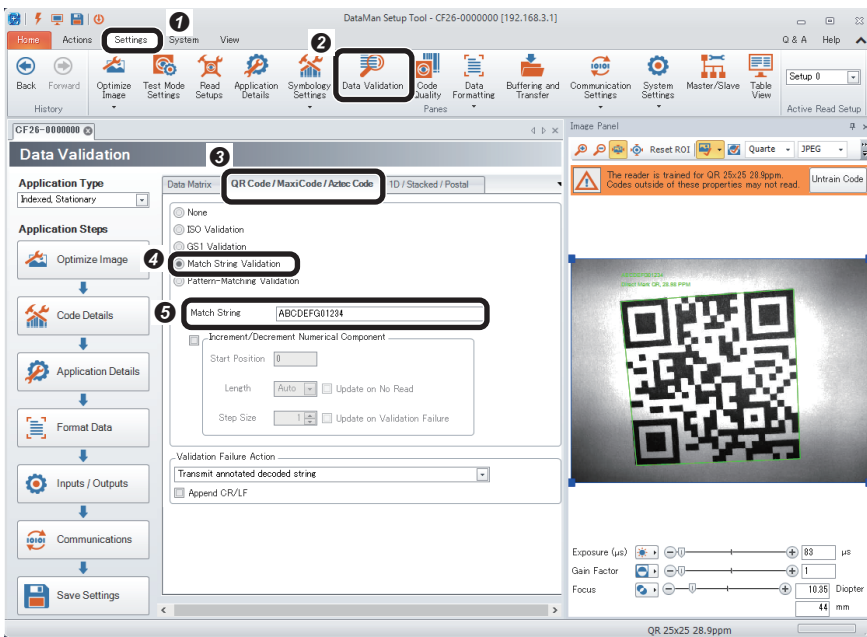 DataMan Setup Tool - CF26-0000000 [192.168.3.1]
1
Home Actions Settings System View Q & A Help
2
Back Forward Optimize Image Test Mode Settings Read Setups Application Details Symbology Settings Data Validation Code Quality Data Formatting Buffering and Transfer Communication Settings System Settings Master/Slave Table View Setup 0
History Panes Active Read Setup
CF26-0000000
Image Panel
Data Validation
Reset ROI Quarte JPEG
3
Application Type
Indexed, Stationary
Data Matrix QR Code / MaxiCode / Aztec Code 1D / Stacked / Postal
The reader is trained for QR 25x25 28.9ppm.
Codes outside of these properties may not read.
Untrain Code
None
ISO Validation
Application Steps
GS1 Validation
4
Optimize Image
Match String Validation
Pattern-Matching Validation
5
Match String ABCDEFG01234
Code Details
Increment/Decrement Numerical Component
Start Position 0
Application Details
Length Auto Update on No Read
Step Size 1 Update on Validation Failure
Format Data
Validation Failure Action
Transmit annotated decoded string
Inputs / Outputs
Append CR/LF
Communications
Save Settings
Exposure (µs) 83 µs
Gain Factor 1
Focus 10.35 Diopter
44 mm
QR 25x25 28.9ppm